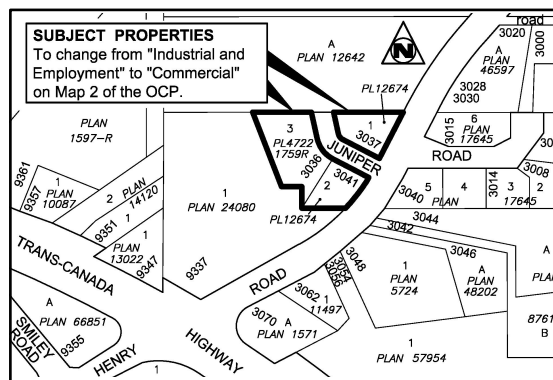 SUBJECT PROPERTIES
To change from "Industrial and
Employment" to "Commercial"
on Map 2 of the OCP.
A
PLAN 12642
N
road
3020
3000
A
PLAN
46597
3028
3030
PL12674
1
3037
3
PL4722
1759R
3036
JUNIPER
ROAD
3015
6
PLAN
17645
30
3008
2
3041
PL12674
3040
5
PLAN
4
3014
3
17645
2
3044
3042
3046
PLAN
1597-R
9361
9357
1
PLAN
10087
2
PLAN
14120
9351
1
1
PLAN
13022
9347
1
PLAN 24080
9337
ROAD
3048
3054
3056
1
5724
A
PLAN
48202
A
PLA
TRANS-CANADA
HIGHWAY
A
PLAN 66851
9355
SMILEY
ROAD
HENRY
1
3062
1
11497
3070
A
PLAN 1571
1
PLAN 57954
8761
B